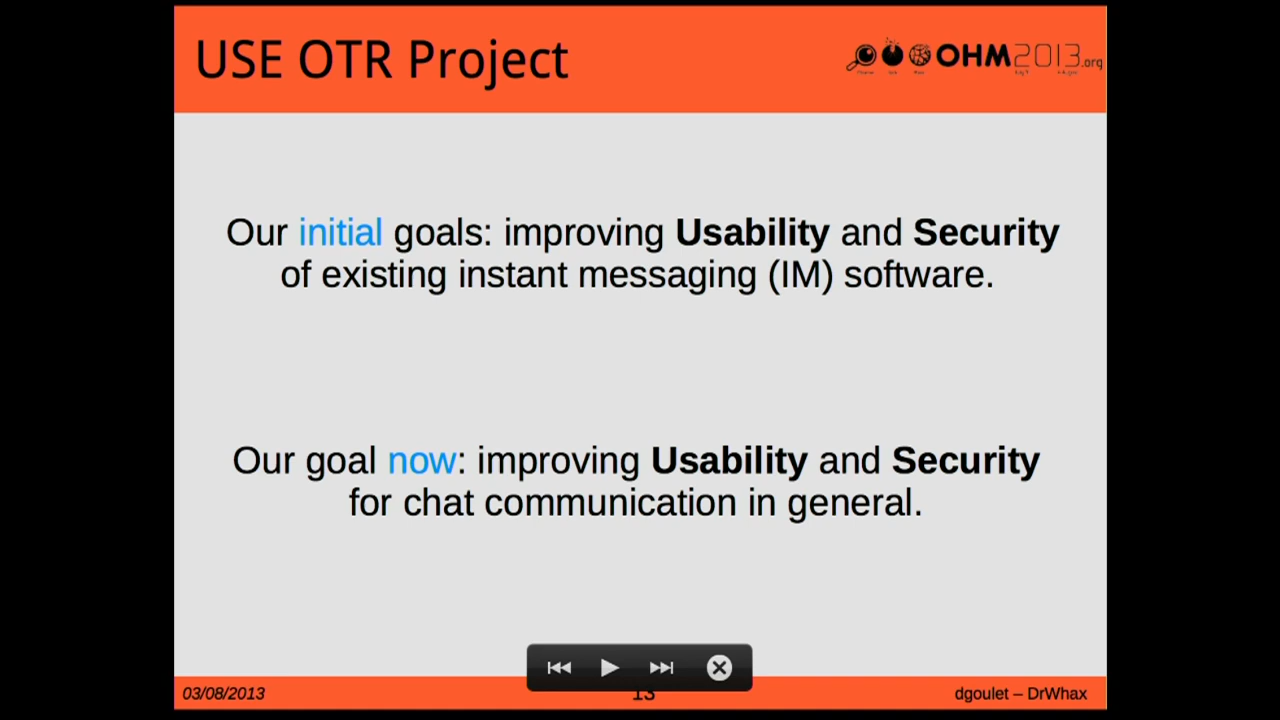 USE OTR Project
OHM2013.org
Our initial goals: improving Usability and Security
of existing instant messaging (IM) software.
Our goal now: improving Usability and Security
for chat communication in general.
03/08/2013
13
dgoulet – DrWhax